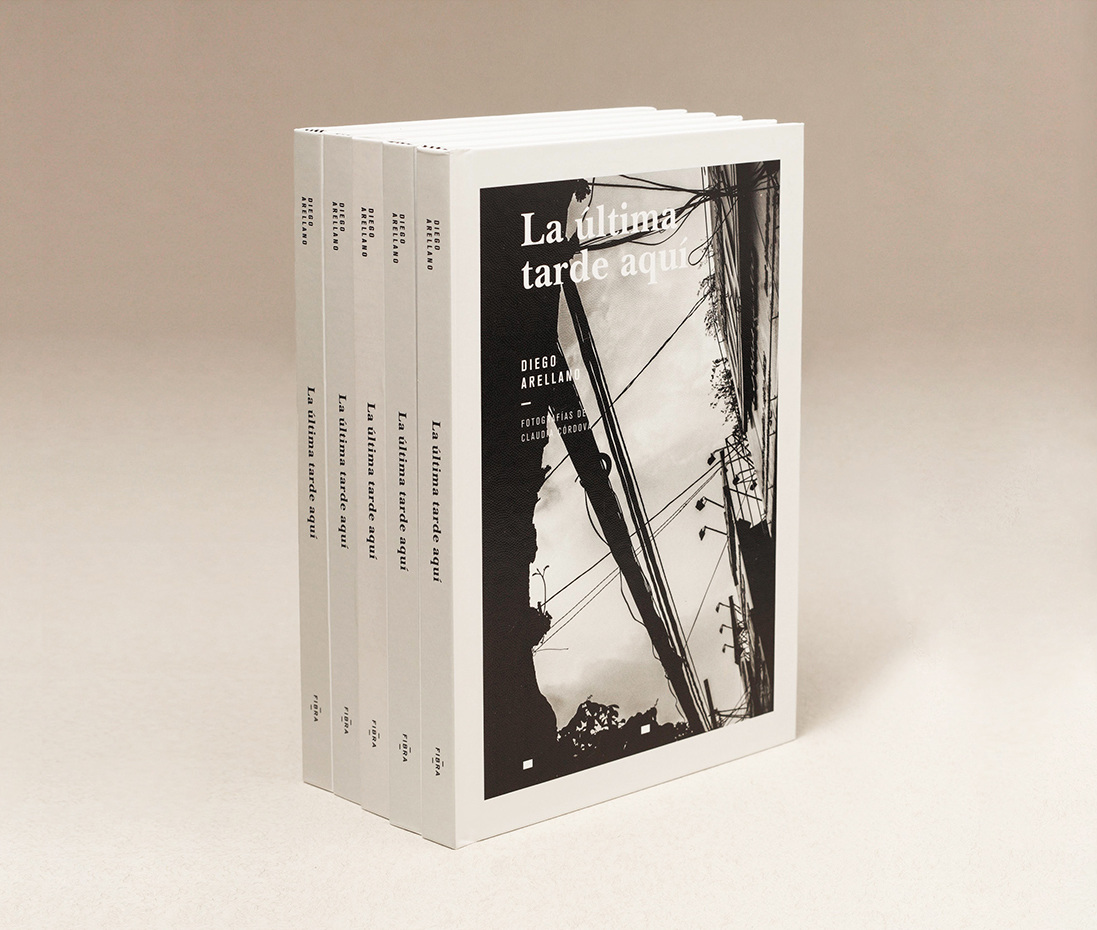 La última
tarde aquí
DIEGO
ARELLANO
FOTOGRAFÍAS DE
CLAUDIA CÓRDOVA
DIEGO
ARELLANO
La última tarde aquí
FIBRA
DIEGO
ARELLANO
La última tarde aquí
FIBRA
DIEGO
ARELLANO
La última tarde aquí
FIBRA
DIEGO
ARELLANO
La última tarde aquí
FIBRA
DIEGO
ARELLANO
La última tarde aquí
FIBRA